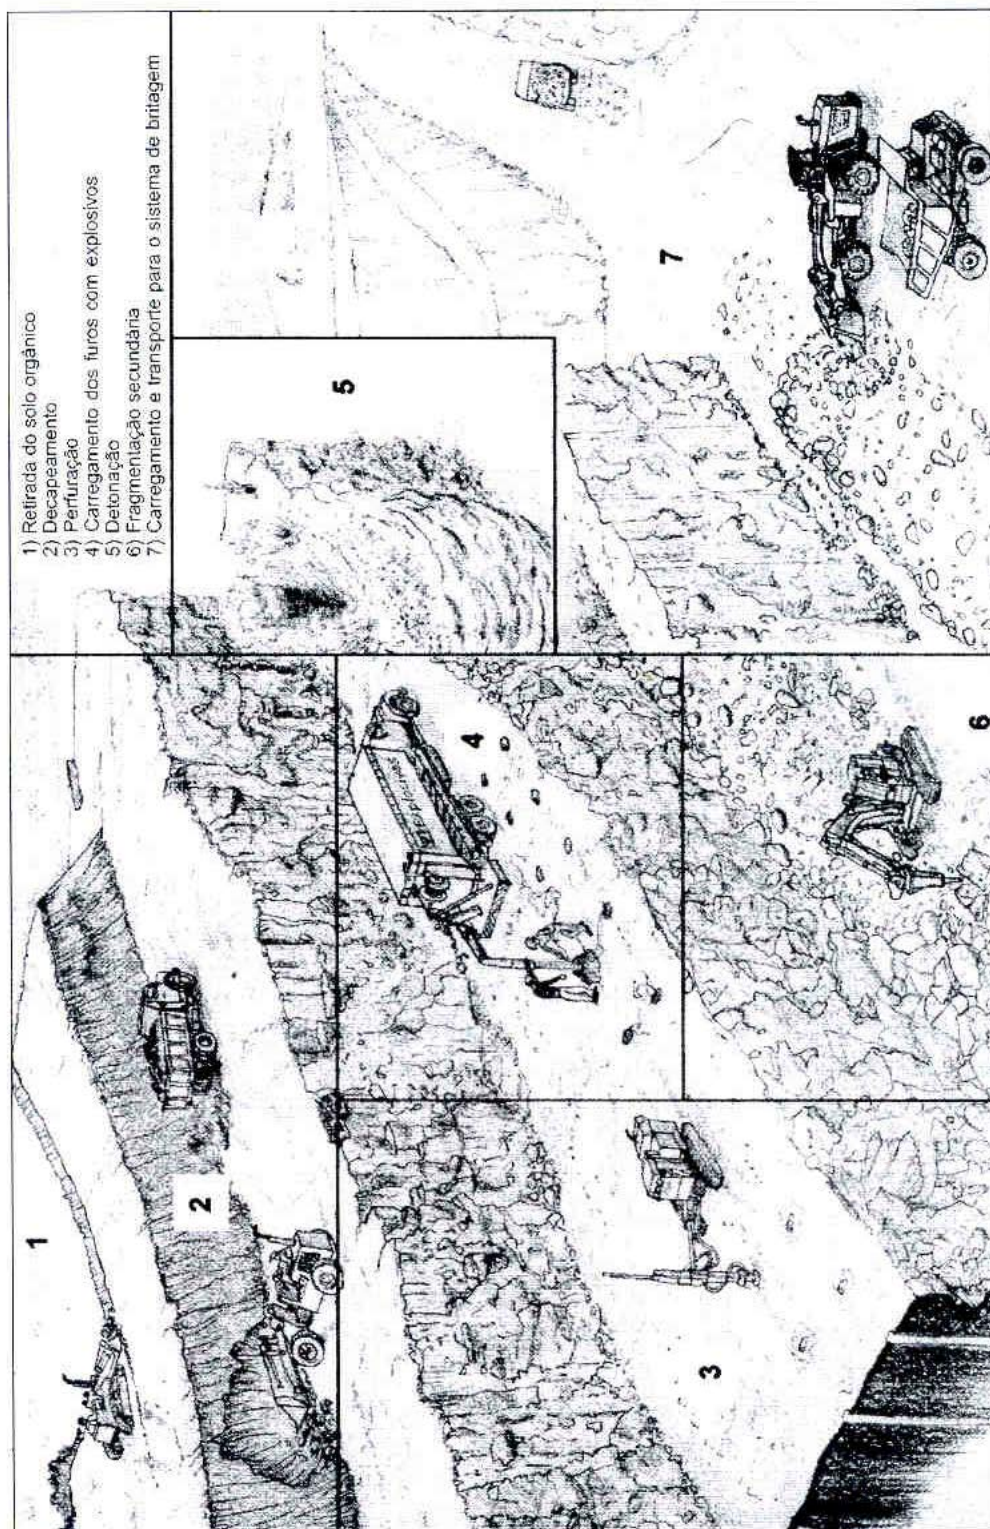 1) Retirada do solo orgânico
2) Decapeamento
3) Perfuração
4) Carregamento dos furos com explosivos
5) Detonação
6) Fragmentação secundária
7) Carregamento e transporte para o sistema de britagem
1
2
3
4
5
6
7